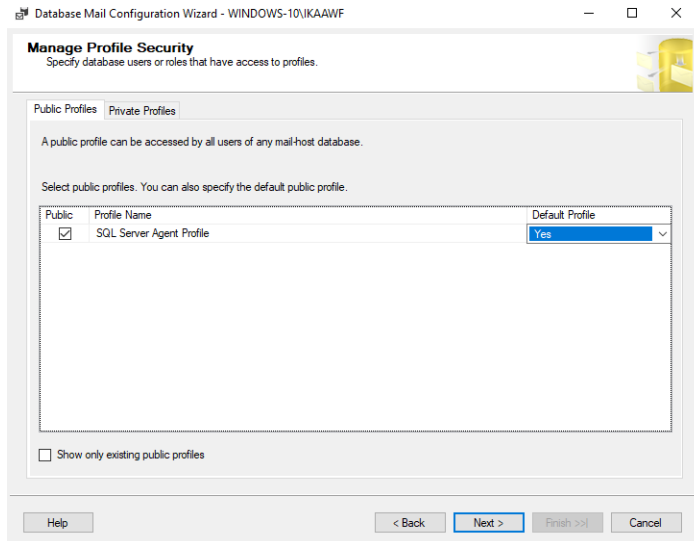 Database Mail Configuration Wizard - WINDOWS-10\IKAAWF
Manage Profile Security
Specify database users or roles that have access to profiles.
Public Profiles Private Profiles
A public profile can be accessed by all users of any mail-host database.
Select public profiles. You can also specify the default public profile.
Public Profile Name Default Profile
SQL Server Agent Profile Yes
Show only existing public profiles
Help < Back Next > Finish >>| Cancel